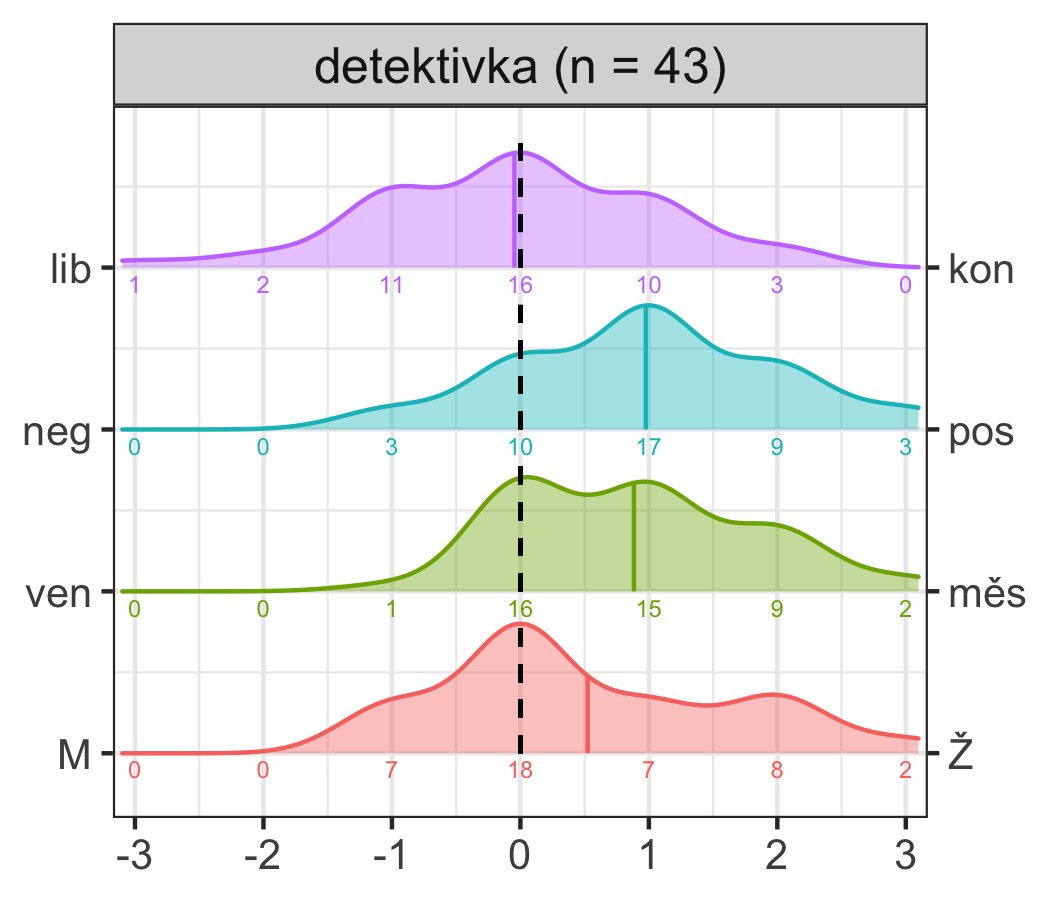 detektivka (n = 43)
lib kon
1 2 11 16 10 3 0
neg pos
0 0 3 10 17 9 3
ven měs
0 0 1 16 15 9 2
M Ž
0 0 7 18 7 8 2
-3 -2 -1 0 1 2 3